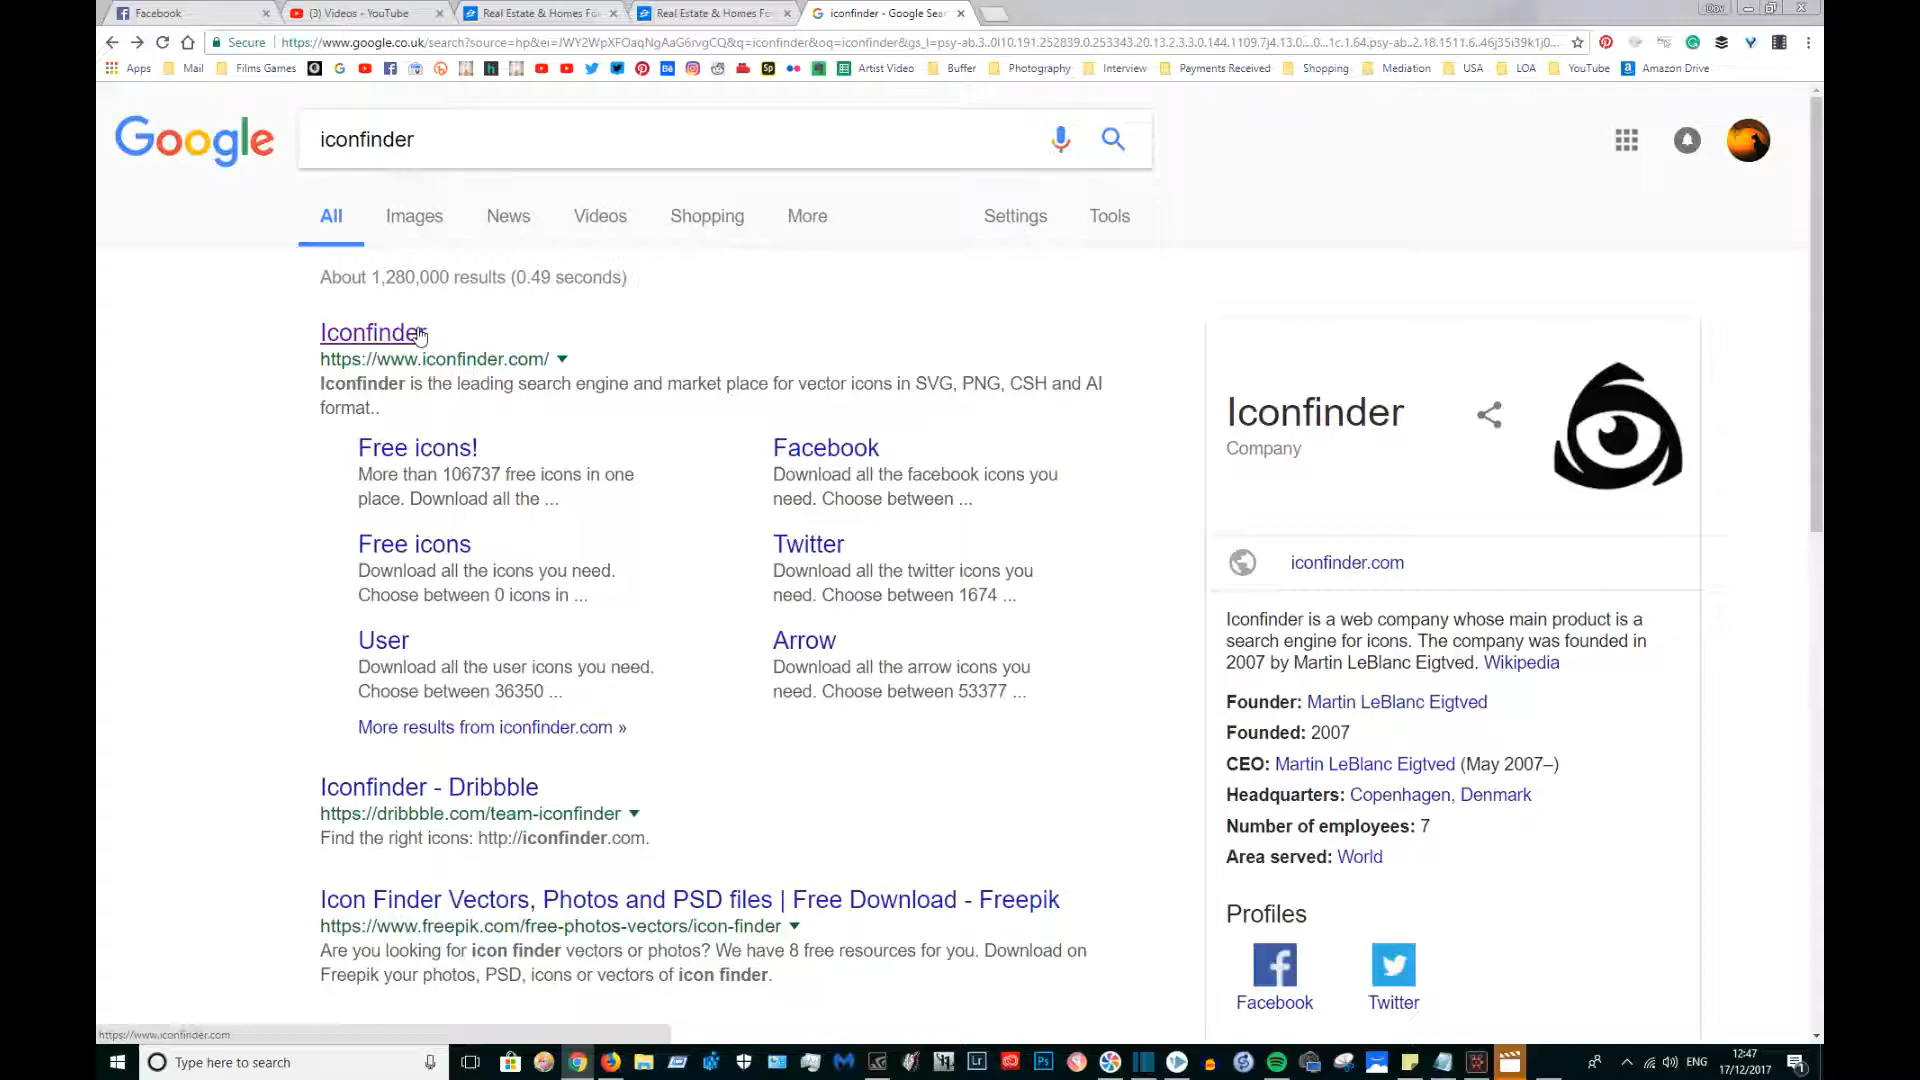 Facebook
(3) Videos - YouTube
Real Estate & Homes Fo
Real Estate & Homes Fo
iconfinder - Google Sea
Dov
Secure
https://www.google.co.uk/search?source=hp&ei=JWY2WpXFOaqNgAaG6rvgCQ&q=iconfinder&oq=iconfinder&gs_l=psy-ab.3..0l10.191.252839.0.253343.20.13.2.3.3.0.144.1109.7j4.13.0....0...1c.1.64.psy-ab..2.18.1511.6..46j35i39k1j0...
Apps Mail Films Games Artist Video Buffer Photography Interview Payments Received Shopping Mediation USA LOA YouTube Amazon Drive
Google
iconfinder
All Images News Videos Shopping More Settings Tools
About 1,280,000 results (0.49 seconds)
Iconfinder
https://www.iconfinder.com/
Iconfinder is the leading search engine and market place for vector icons in SVG, PNG, CSH and AI
format..
Free icons!
More than 106737 free icons in one
place. Download all the ...
Facebook
Download all the facebook icons you
need. Choose between ...
Free icons
Download all the icons you need.
Choose between 0 icons in ...
Twitter
Download all the twitter icons you
need. Choose between 1674 ...
User
Download all the user icons you need.
Choose between 36350 ...
Arrow
Download all the arrow icons you
need. Choose between 53377 ...
More results from iconfinder.com »
Iconfinder - Dribbble
https://dribbble.com/team-iconfinder
Find the right icons: http://iconfinder.com.
Icon Finder Vectors, Photos and PSD files | Free Download - Freepik
https://www.freepik.com/free-photos-vectors/icon-finder
Are you looking for icon finder vectors or photos? We have 8 free resources for you. Download on
Freepik your photos, PSD, icons or vectors of icon finder.
Iconfinder
Company
iconfinder.com
Iconfinder is a web company whose main product is a
search engine for icons. The company was founded in
2007 by Martin LeBlanc Eigtved. Wikipedia
Founder: Martin LeBlanc Eigtved
Founded: 2007
CEO: Martin LeBlanc Eigtved (May 2007–)
Headquarters: Copenhagen, Denmark
Number of employees: 7
Area served: World
Profiles
Facebook
Twitter
https://www.iconfinder.com
Type here to search
Lr
Ps
ENG
12:47
17/12/2017